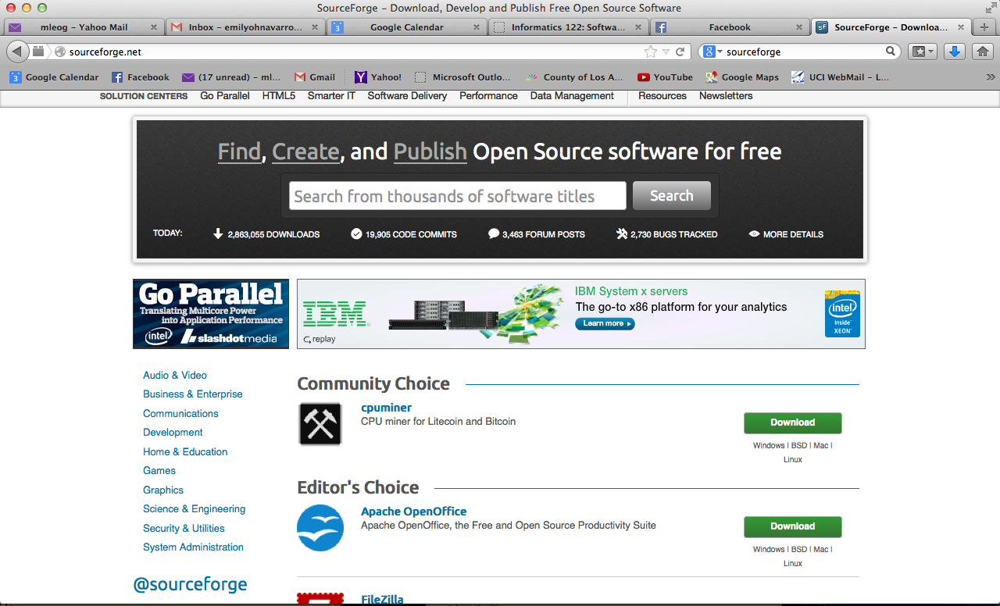 SourceForge – Download, Develop and Publish Free Open Source Software
mleog – Yahoo Mail
Inbox – emilyohnavarro...
Google Calendar
Informatics 122: Softwa...
Facebook
SourceForge – Downloa...
sourceforge.net
sourceforge
Google Calendar
Facebook
(17 unread) – ml...
Gmail
Yahoo!
Microsoft Outlo...
County of Los A...
YouTube
Google Maps
UCI WebMail – L...
SOLUTION CENTERS Go Parallel HTML5 Smarter IT Software Delivery Performance Data Management Resources Newsletters
Find, Create, and Publish Open Source software for free
Search from thousands of software titles
Search
TODAY: 2,863,055 DOWNLOADS 19,905 CODE COMMITS 3,463 FORUM POSTS 2,730 BUGS TRACKED MORE DETAILS
Go Parallel
Translating Multicore Power
into Application Performance
intel
slashdotmedia
IBM
replay
IBM System x servers
The go-to x86 platform for your analytics
Learn more
intel
inside
XEON
Audio & Video
Business & Enterprise
Communications
Development
Home & Education
Games
Graphics
Science & Engineering
Security & Utilities
System Administration
@sourceforge
Community Choice
cpuminer
CPU miner for Litecoin and Bitcoin
Download
Windows | BSD | Mac |
Linux
Editor's Choice
Apache OpenOffice
Apache OpenOffice, the Free and Open Source Productivity Suite
Download
Windows | BSD | Mac |
Linux
FileZilla